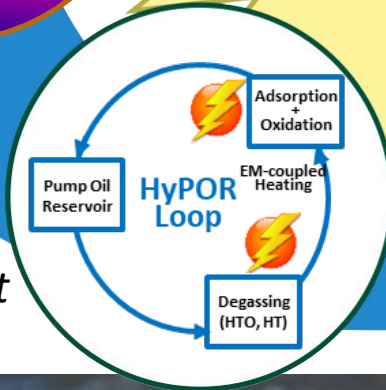 Adsorption
+
Oxidation
EM-coupled
Heating
Pump Oil
Reservoir
HyPOR
Loop
Degassing
(HTO, HT)
t